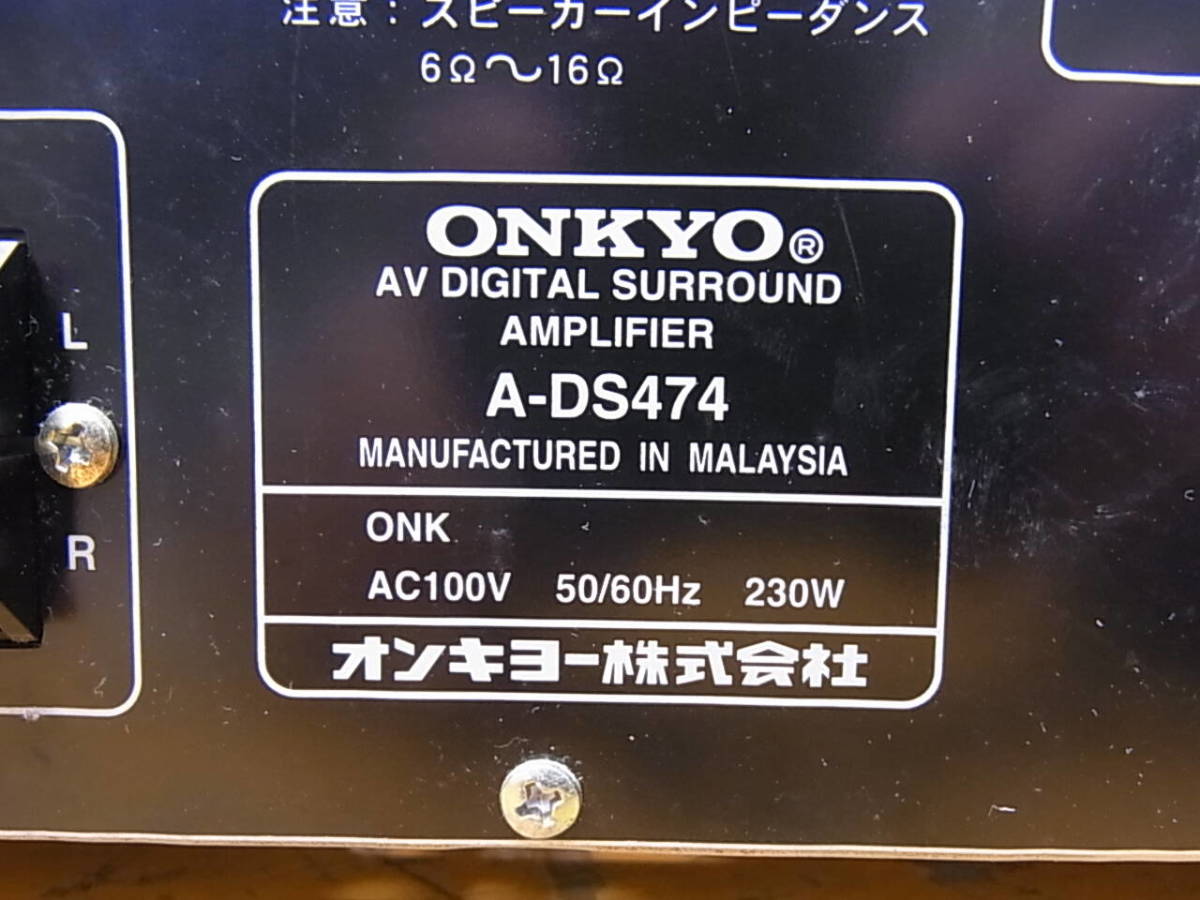 注意：スピーカーインピーダンス
6Ω～16Ω
ONKYO®
AV DIGITAL SURROUND
AMPLIFIER
A-DS474
MANUFACTURED IN MALAYSIA
ONK
AC100V 50/60Hz 230W
オンキヨー株式会社
L
R